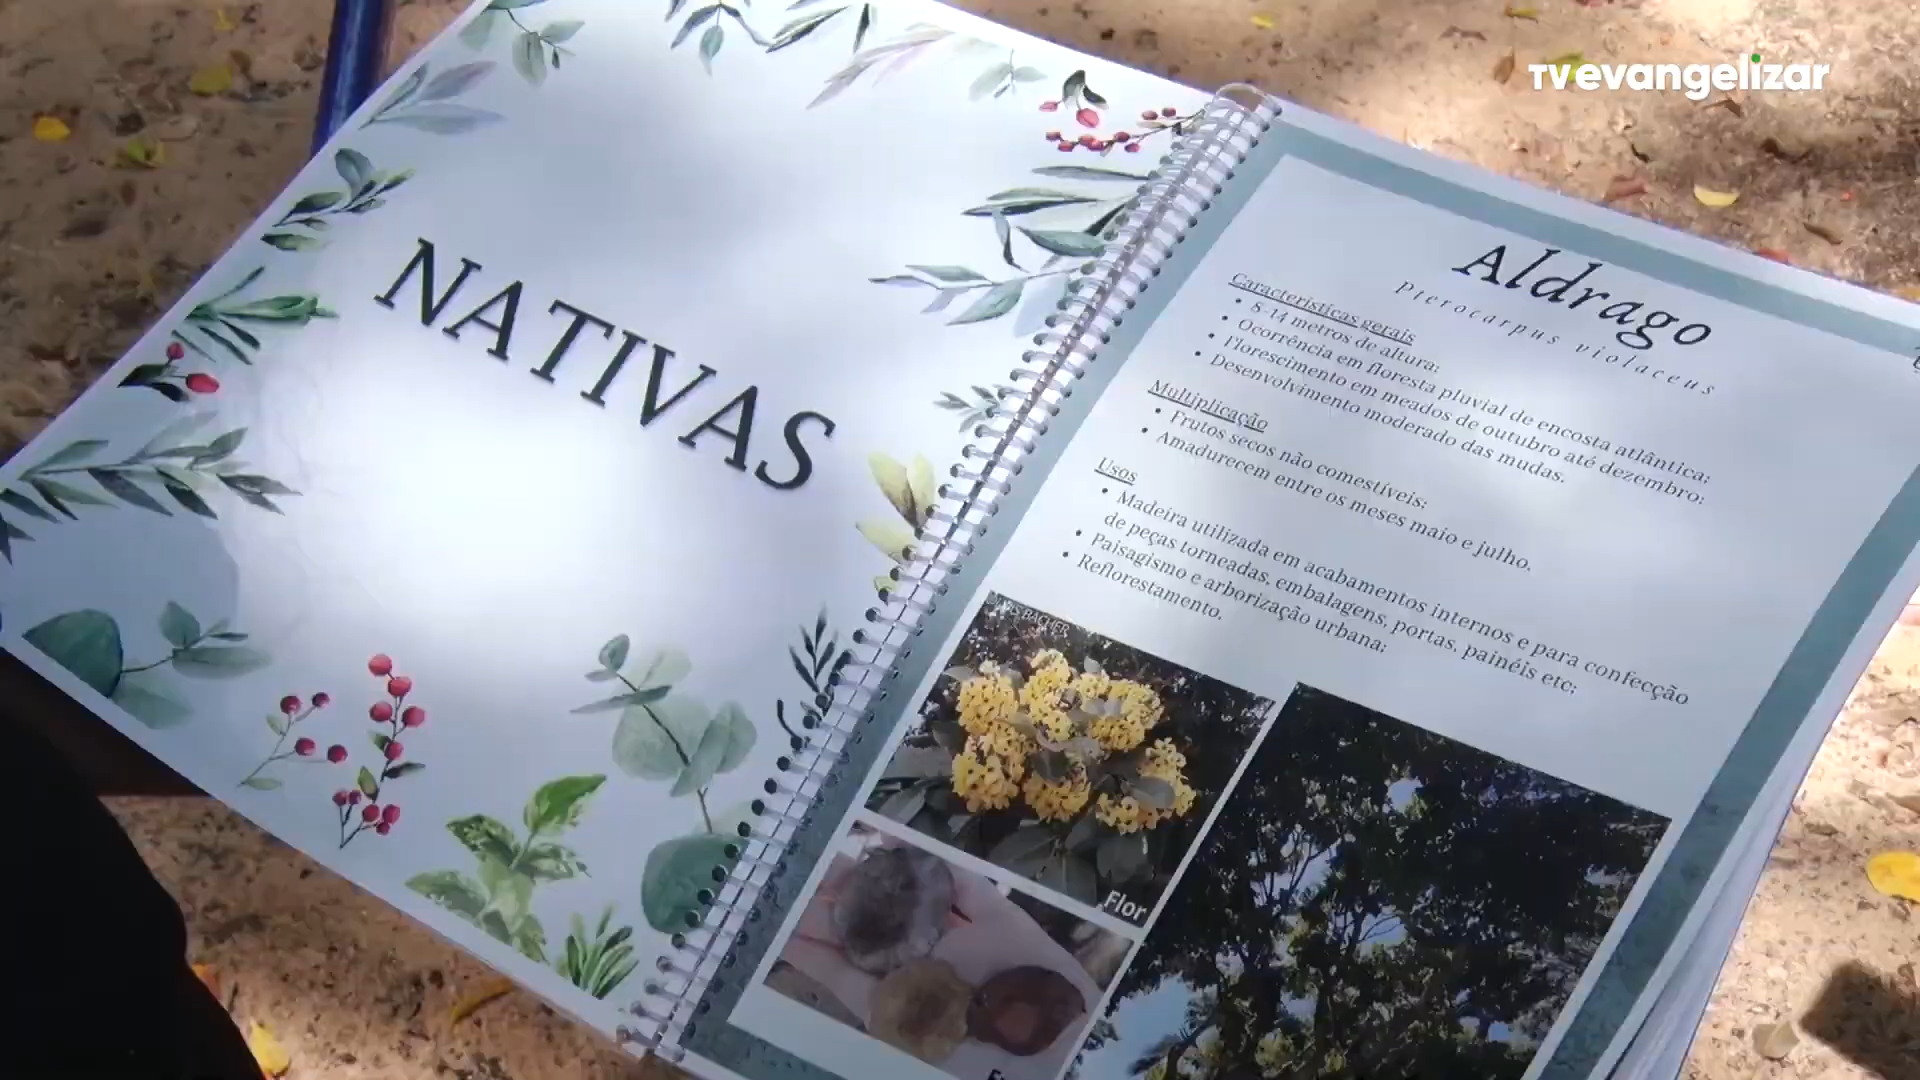 TVevangelizar
NATIVAS
Aldrago
Pterocarpus violaceus
Características gerais
• 8-14 metros de altura;
• Ocorrência em floresta pluvial de encosta atlântica;
• Florescimento em meados de outubro até dezembro;
• Desenvolvimento moderado das mudas.
Multiplicação
• Frutos secos não comestíveis;
• Amadurecem entre os meses maio e julho.
Usos
• Madeira utilizada em acabamentos internos e para confecção
de peças torneadas, embalagens, portas, painéis etc;
• Paisagismo e arborização urbana;
• Reflorestamento.
BACHER
Flor